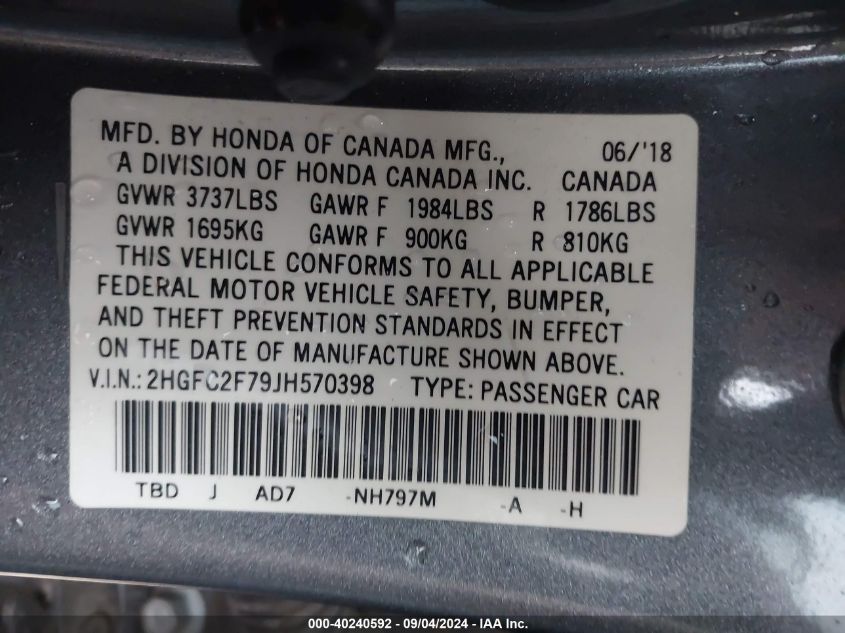 MFD. BY HONDA OF CANADA MFG., 06/'18
A DIVISION OF HONDA CANADA INC. CANADA
GVWR 3737LBS GAWR F 1984LBS R 1786LBS
GVWR 1695KG GAWR F 900KG R 810KG
THIS VEHICLE CONFORMS TO ALL APPLICABLE
FEDERAL MOTOR VEHICLE SAFETY, BUMPER,
AND THEFT PREVENTION STANDARDS IN EFFECT
ON THE DATE OF MANUFACTURE SHOWN ABOVE.
V.I.N.: 2HGFC2F79JH570398 TYPE: PASSENGER CAR
TBD J AD7 -NH797M -A -H
000-40240592 - 09/04/2024 - IAA Inc.